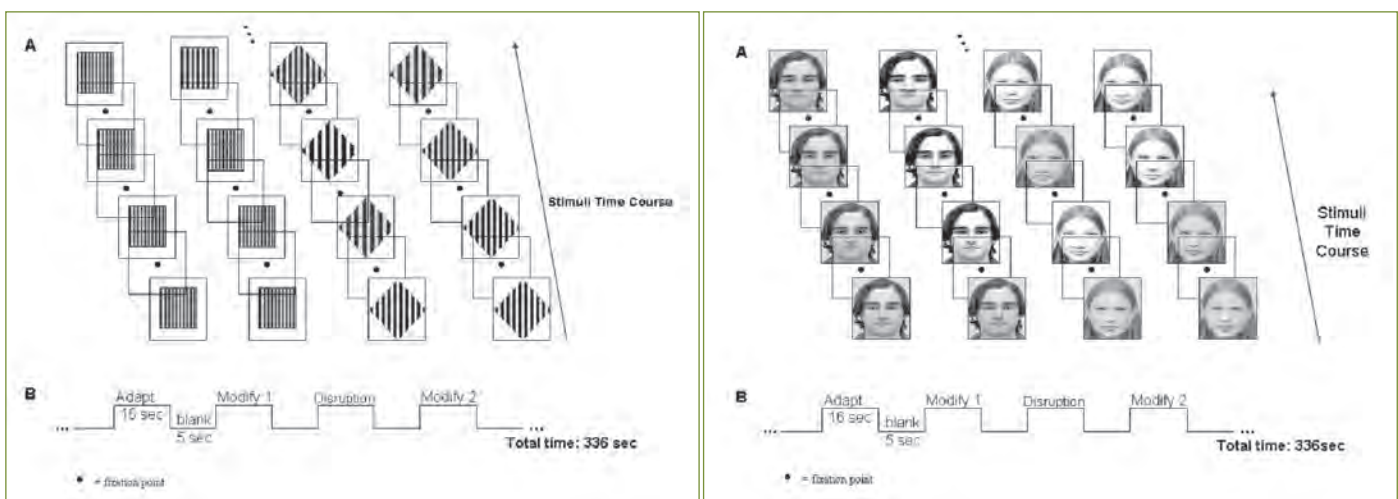 A
Stimuli Time Course
B
Adapt
16 sec
blank
5 sec
Modify 1
Disruption
Modify 2
...
...
Total time: 336 sec
• = fixation point
A
Stimuli
Time
Course
B
Adapt
16 sec
blank
5 sec
Modify 1
Disruption
Modify 2
...
...
Total time: 336sec
• = fixation point